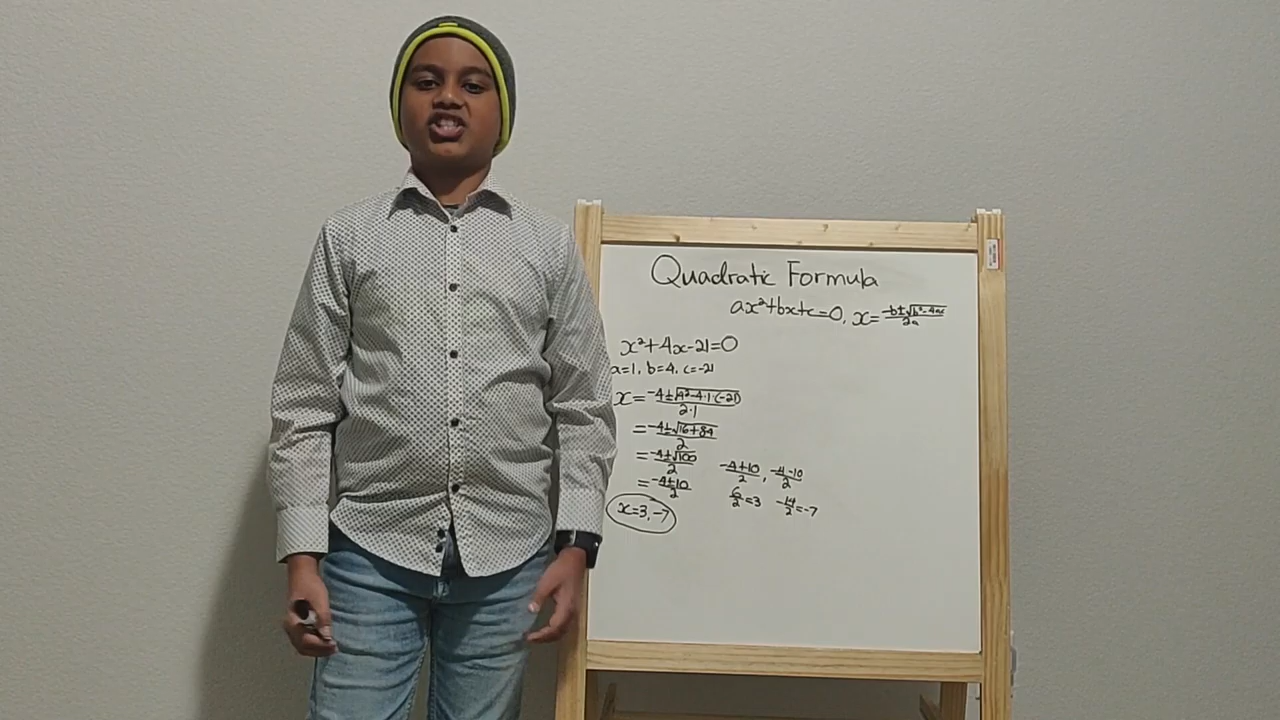 Quadratic Formula
ax²+bx+c=0, x=(-b±√(b²-4ac))/(2a)
x²+4x-21=0
a=1, b=4, c=-21
x=(-4±√(4²-4·1·(-21)))/(2·1)
=(-4±√(16+84))/2
=(-4±√100)/2
=(-4±10)/2
x=3,-7
(-4+10)/2, (-4-10)/2
6/2=3 -14/2=-7